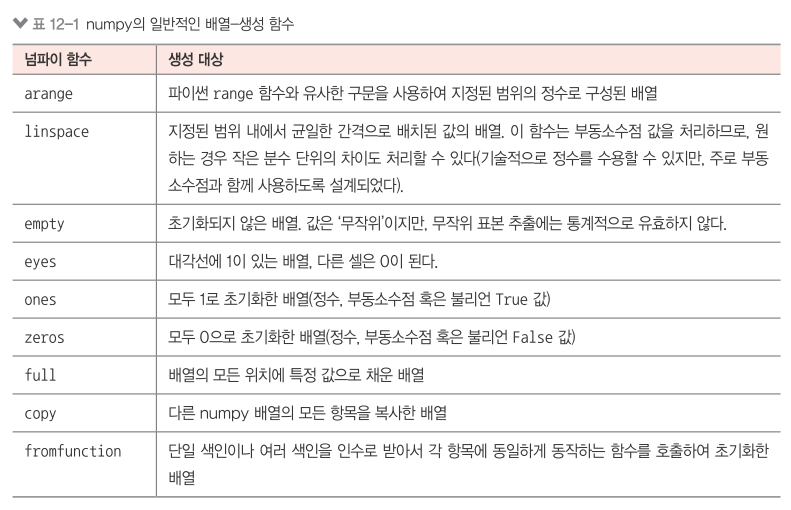 표 12-1 numpy의 일반적인 배열-생성 함수
넘파이 함수 생성 대상
arange 파이썬 range 함수와 유사한 구문을 사용하여 지정된 범위의 정수로 구성된 배열
linspace 지정된 범위 내에서 균일한 간격으로 배치된 값의 배열. 이 함수는 부동소수점 값을 처리하므로, 원
하는 경우 작은 분수 단위의 차이도 처리할 수 있다(기술적으로 정수를 수용할 수 있지만, 주로 부동
소수점과 함께 사용하도록 설계되었다).
empty 초기화되지 않은 배열. 값은 ‘무작위’이지만, 무작위 표본 추출에는 통계적으로 유효하지 않다.
eyes 대각선에 1이 있는 배열, 다른 셀은 0이 된다.
ones 모두 1로 초기화한 배열(정수, 부동소수점 혹은 불리언 True 값)
zeros 모두 0으로 초기화한 배열(정수, 부동소수점 혹은 불리언 False 값)
full 배열의 모든 위치에 특정 값으로 채운 배열
copy 다른 numpy 배열의 모든 항목을 복사한 배열
fromfunction 단일 색인이나 여러 색인을 인수로 받아서 각 항목에 동일하게 동작하는 함수를 호출하여 초기화한
배열